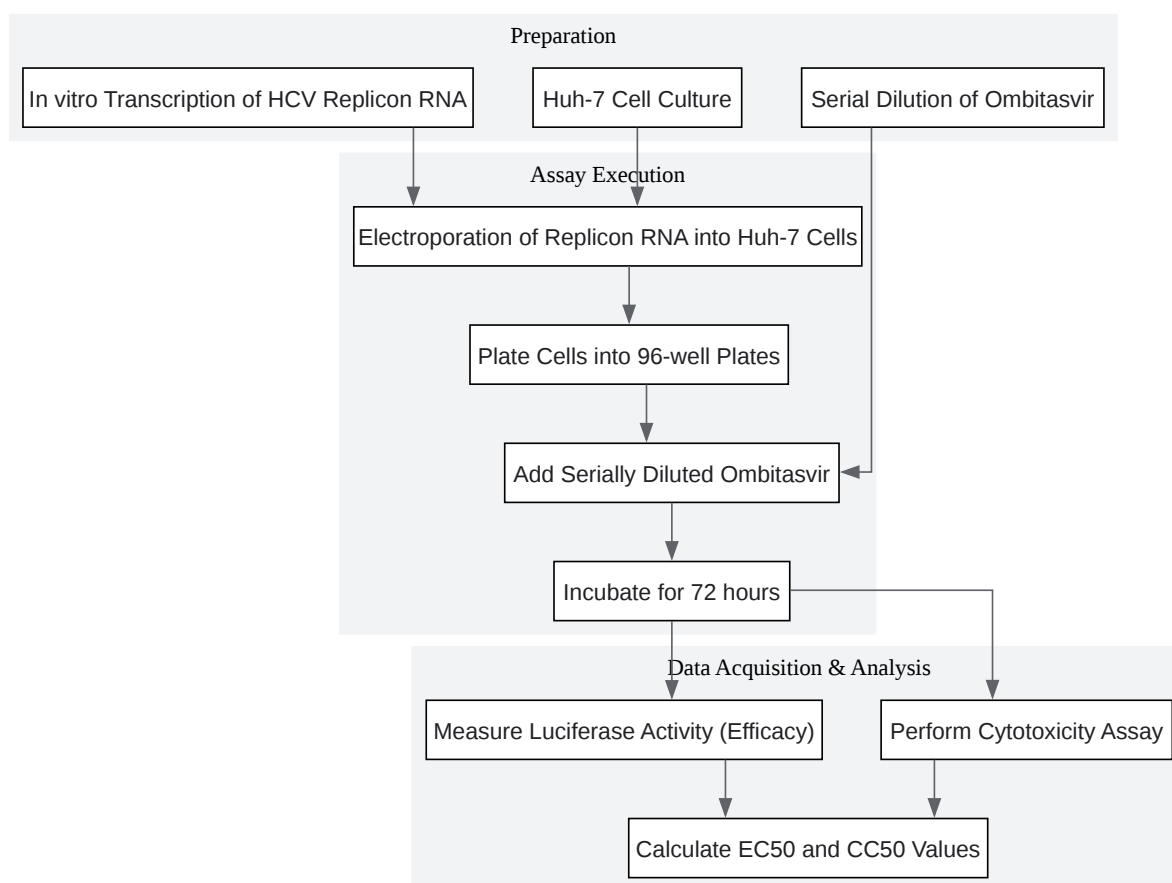 Preparation
In vitro Transcription of HCV Replicon RNA
Huh-7 Cell Culture
Serial Dilution of Ombitasvir
Assay Execution
Electroporation of Replicon RNA into Huh-7 Cells
Plate Cells into 96-well Plates
Add Serially Diluted Ombitasvir
Incubate for 72 hours
Data Acquisition & Analysis
Measure Luciferase Activity (Efficacy)
Perform Cytotoxicity Assay
Calculate EC50 and CC50 Values